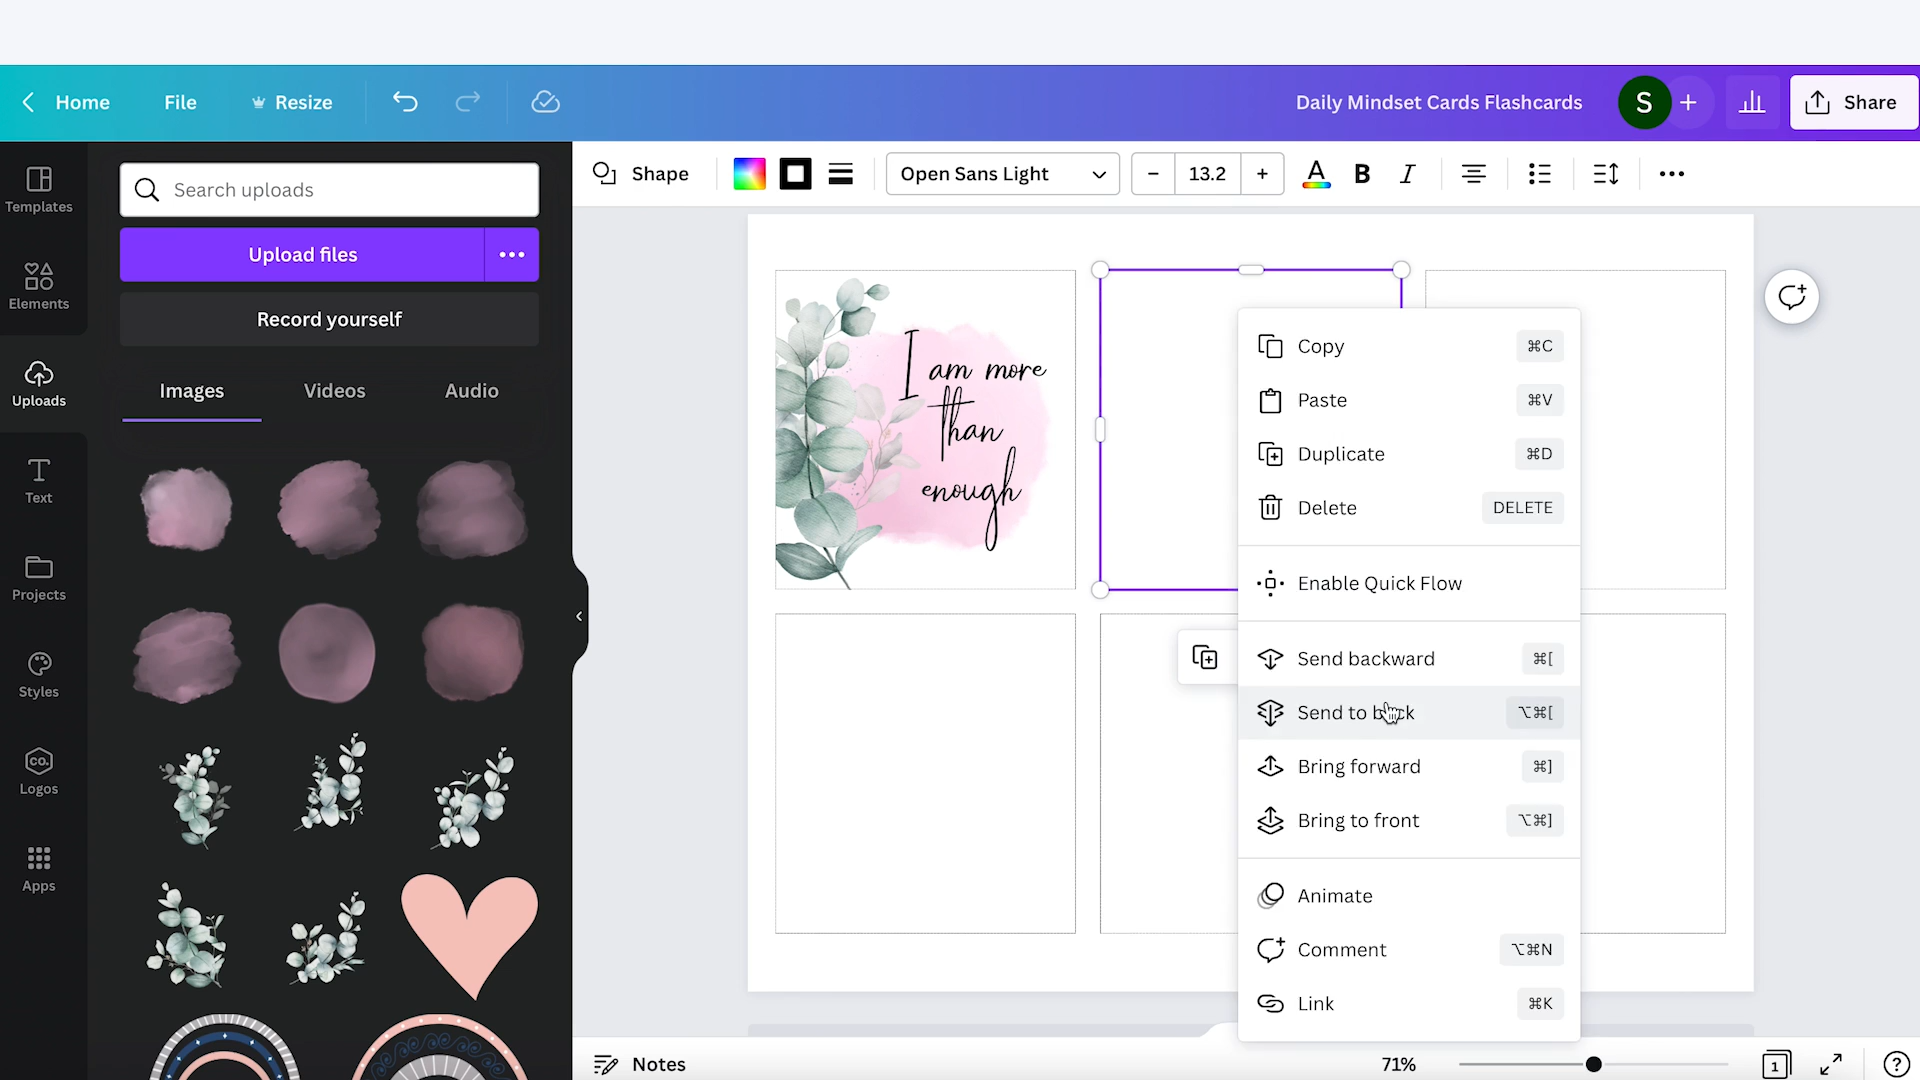 Home File Resize Daily Mindset Cards Flashcards S + Share
Shape Open Sans Light - 13.2 + A B I
Templates
Elements
Uploads
Text
Projects
Styles
CO.
Logos
Apps
Search uploads
Upload files
Record yourself
Images Videos Audio
I am more
than
enough
Copy ⌘C
Paste ⌘V
Duplicate ⌘D
Delete DELETE
Enable Quick Flow
Send backward ⌘[
Send to back ⌥⌘[
Bring forward ⌘]
Bring to front ⌥⌘]
Animate
Comment ⌥⌘N
Link ⌘K
Notes 71% 1 ?